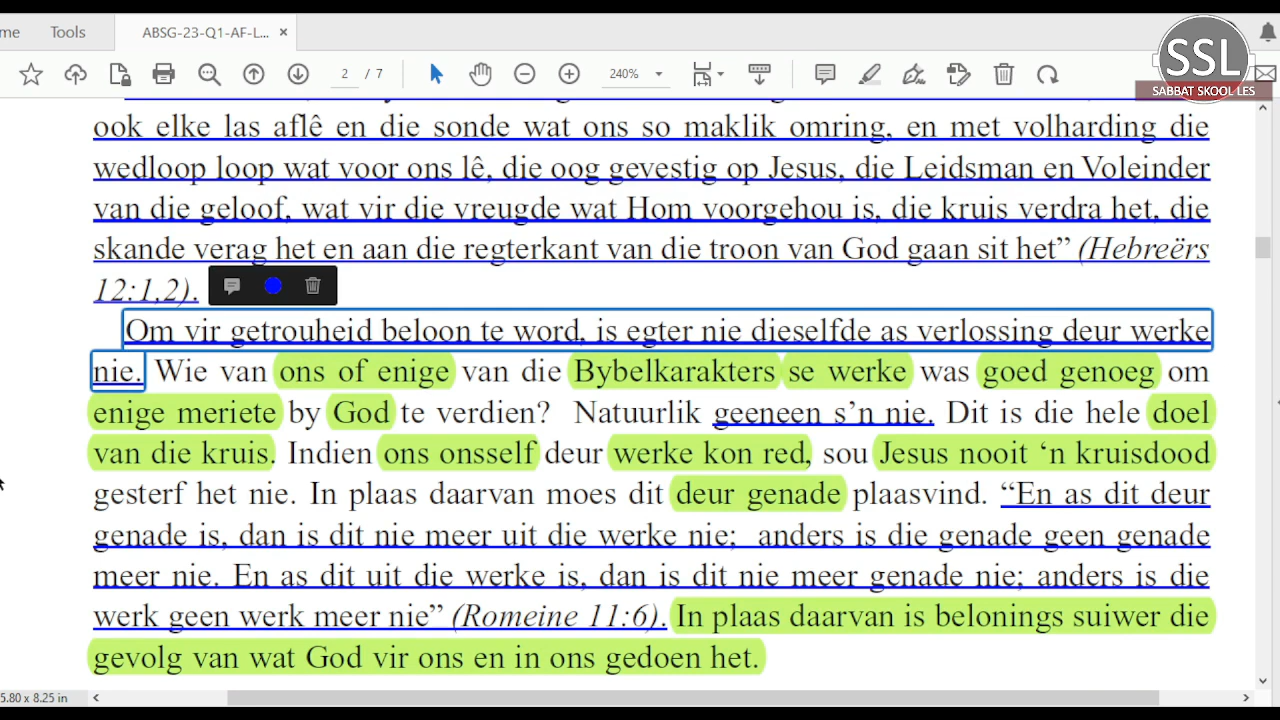 me
Tools
ABSG-23-Q1-AF-L...
×
SSL
SABBAT SKOOL LES
2 / 7
240%
ook elke las aflê en die sonde wat ons so maklik omring, en met volharding die
wedloop loop wat voor ons lê, die oog gevestig op Jesus, die Leidsman en Voleinder
van die geloof, wat vir die vreugde wat Hom voorgehou is, die kruis verdra het, die
skande verag het en aan die regterkant van die troon van God gaan sit het” (Hebreërs
12:1,2).
Om vir getrouheid beloon te word, is egter nie dieselfde as verlossing deur werke
nie. Wie van ons of enige van die Bybelkarakters se werke was goed genoeg om
enige meriete by God te verdien? Natuurlik geeneen s’n nie. Dit is die hele doel
van die kruis. Indien ons onsself deur werke kon red, sou Jesus nooit ‘n kruisdood
gesterf het nie. In plaas daarvan moes dit deur genade plaasvind. “En as dit deur
genade is, dan is dit nie meer uit die werke nie; anders is die genade geen genade
meer nie. En as dit uit die werke is, dan is dit nie meer genade nie; anders is die
werk geen werk meer nie” (Romeine 11:6). In plaas daarvan is belonings suiwer die
gevolg van wat God vir ons en in ons gedoen het.
5.80 x 8.25 in